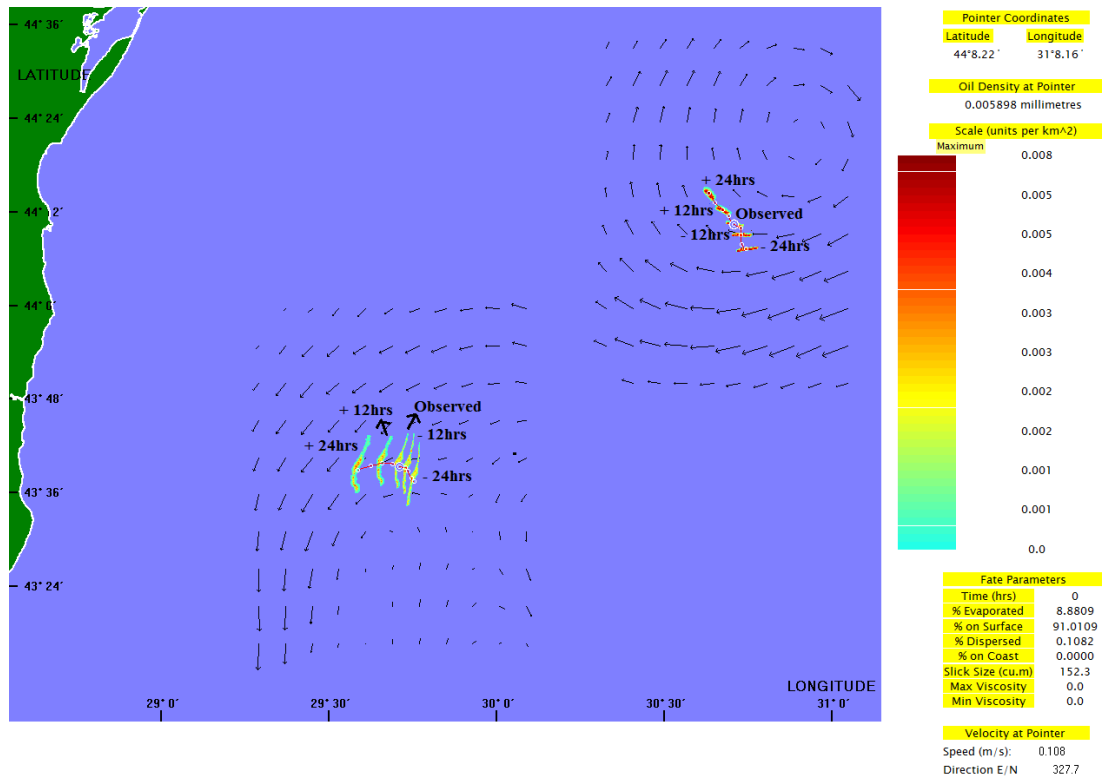 44° 36´
LATITUDE
44° 24´
44° 12´
44° 6´
43° 48´
43° 36´
43° 24´
29° 0´
29° 30´
30° 0´
30° 30´
31° 0´
LONGITUDE
+ 24hrs
+ 12hrs
Observed
- 12hrs
- 24hrs
+ 12hrs
Observed
+ 24hrs
- 12hrs
- 24hrs
Pointer Coordinates
Latitude Longitude
44°8.22` 31°8.16`
Oil Density at Pointer
0.005898 millimetres
Scale (units per km^2)
Maximum
0.008
0.005
0.005
0.004
0.003
0.003
0.002
0.002
0.001
0.001
0.0
Fate Parameters
Time (hrs) 0
% Evaporated 8.8809
% on Surface 91.0109
% Dispersed 0.1082
% on Coast 0.0000
Slick Size (cu.m) 152.3
Max Viscosity 0.0
Min Viscosity 0.0
Velocity at Pointer
Speed (m/s): 0.108
Direction E/N 327.7